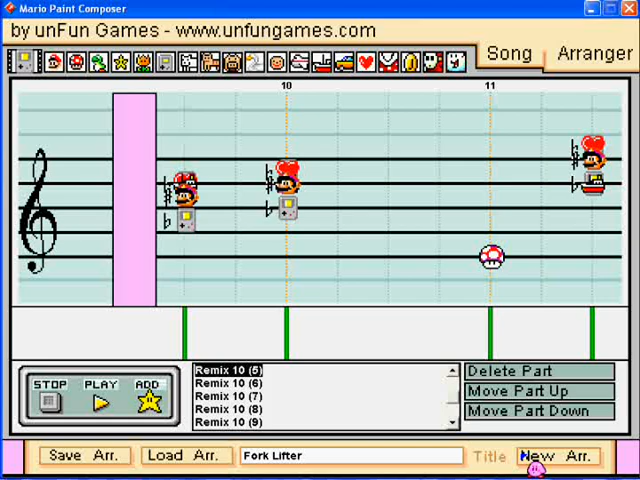 Mario Paint Composer
by unFun Games - www.unfungames.com
Song
Arranger
10
11
STOP
PLAY
ADD
Remix 10 (5)
Remix 10 (6)
Remix 10 (7)
Remix 10 (8)
Remix 10 (9)
Delete Part
Move Part Up
Move Part Down
Save Arr.
Load Arr.
Fork Lifter
Title
New Arr.